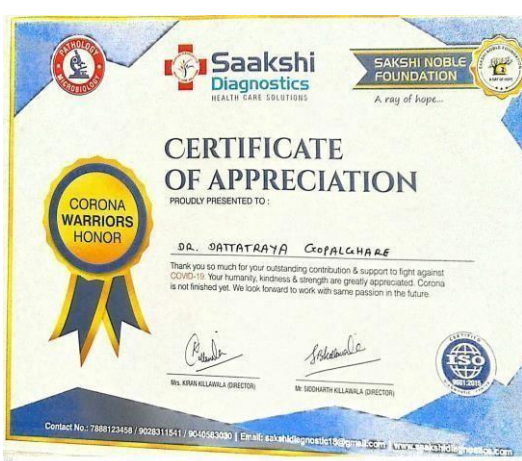 PATHOLOGY
MICROBIOLOGY
Saakshi
Diagnostics
HEALTH CARE SOLUTIONS
SAKSHI NOBLE
FOUNDATION
A ray of hope...
CERTIFICATE
OF APPRECIATION
PROUDLY PRESENTED TO :
CORONA
WARRIORS
HONOR
DR. DATTATRAYA GOPALGHARE
Thank you so much for your outstanding contribution & support to fight against
COVID-19. Your humanity, kindness & strength are greatly appreciated. Corona
is not finished yet. We look forward to work with same passion in the future.
Mrs. KIRAN KILLAWALA (DIRECTOR)
Mr. SIDDHARTH KILLAWALA (DIRECTOR)
CERTIFIED
ISO
9001:2015
Contact No.: 7888123458 / 9028311541 / 9040583030 | Email: sakshidiagnostic15@gmail.com | www.saakshidiagnostics.com